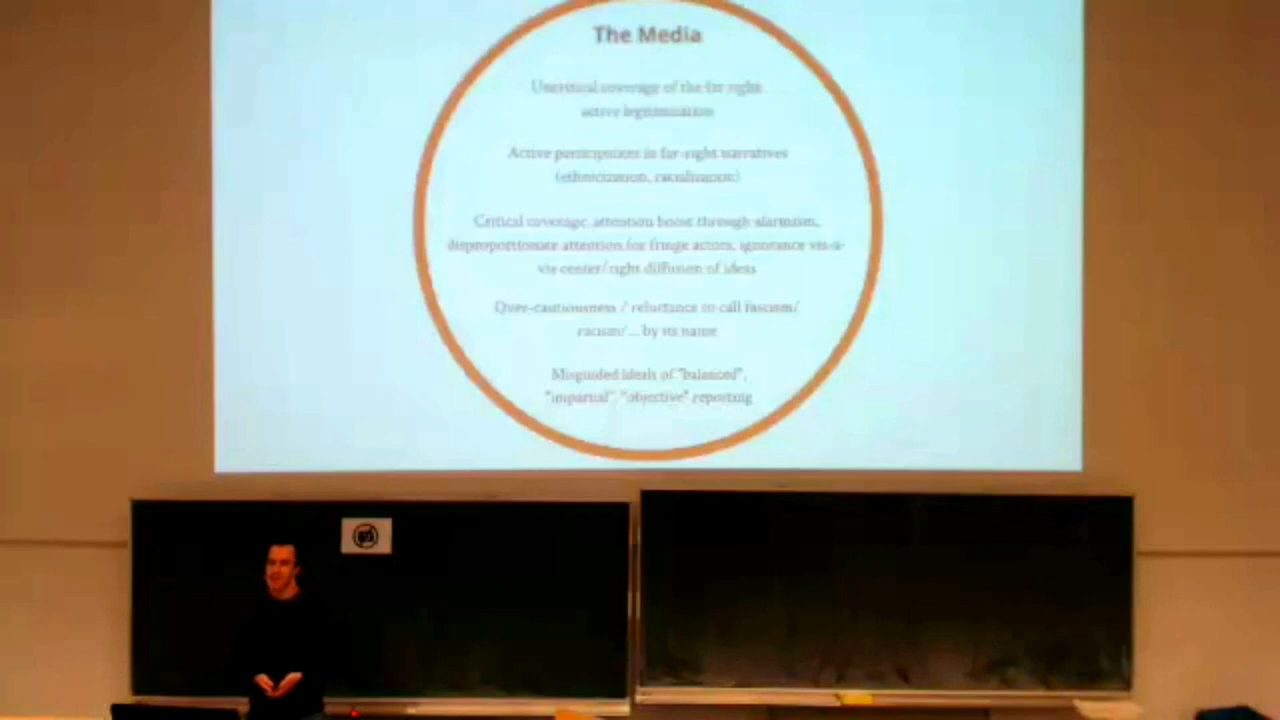 The Media
Uncritical coverage of the far right
active legitimization
Active participation in far-right narratives
(ethnicization, racialization)
Critical coverage, attention boost through alarmism,
disproportionate attention for fringe actors, ignorance vis-a-
vis center/right diffusion of ideas
Over-cautiousness / reluctance to call fascism/
racism/... by its name
Misguided ideals of "balanced",
"impartial", "objective" reporting